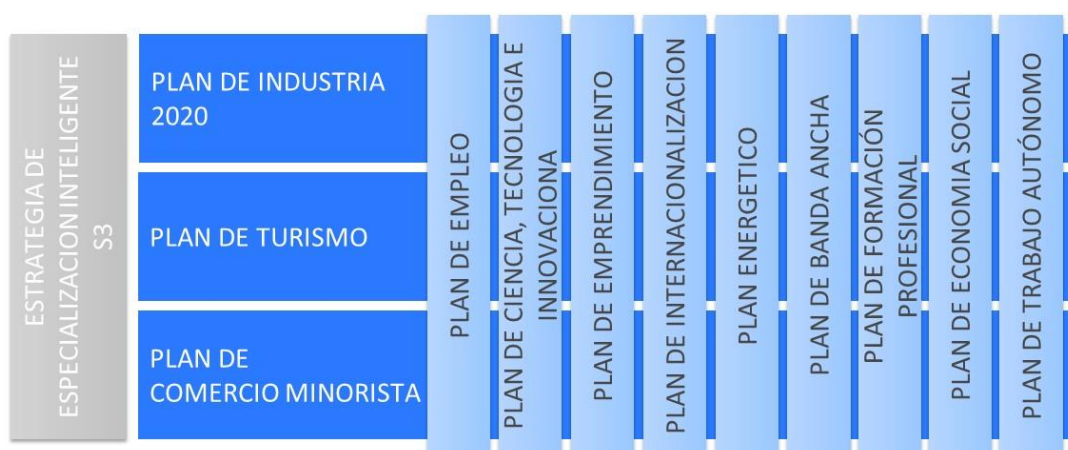 ESTRATEGIA DE
ESPECIALIZACION INTELIGENTE
S3
PLAN DE INDUSTRIA
2020
PLAN DE TURISMO
PLAN DE
COMERCIO MINORISTA
PLAN DE EMPLEO
PLAN DE CIENCIA, TECNOLOGIA E
INNOVACIONA
PLAN DE EMPRENDIMIENTO
PLAN DE INTERNACIONALIZACION
PLAN ENERGETICO
PLAN DE BANDA ANCHA
PLAN DE FORMACIÓN
PROFESIONAL
PLAN DE ECONOMIA SOCIAL
PLAN DE TRABAJO AUTÓNOMO